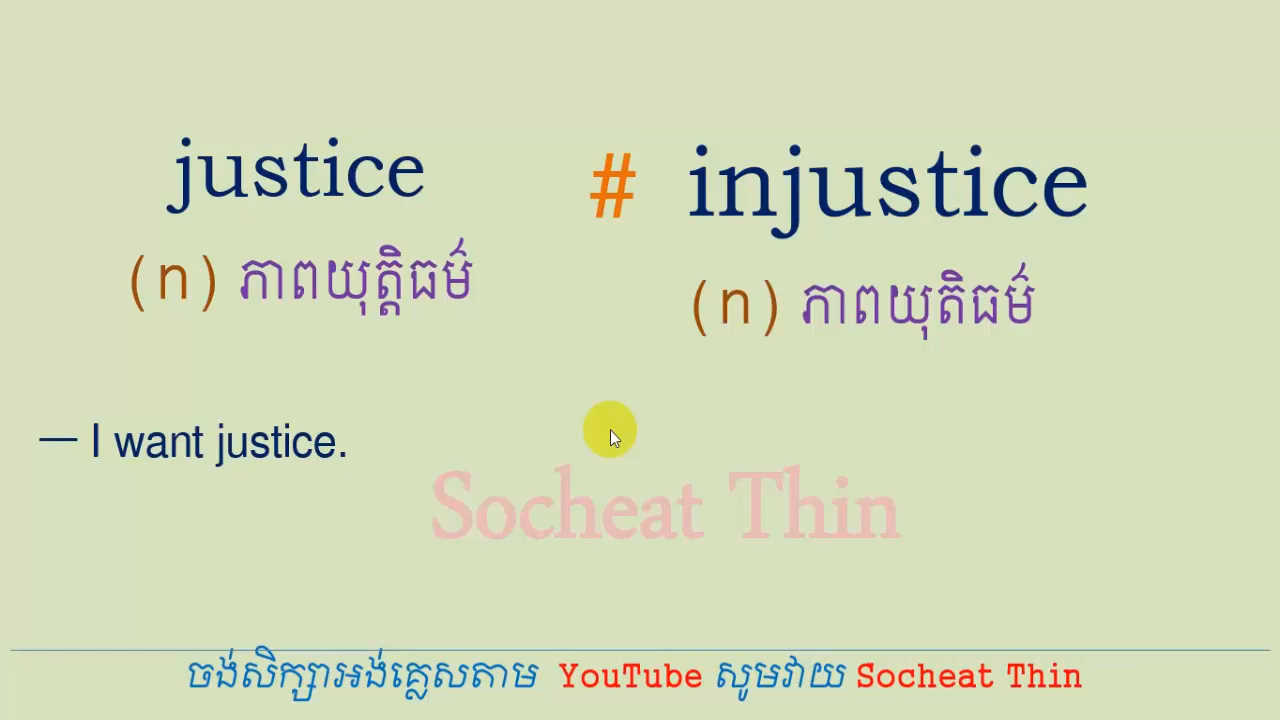 justice # injustice
(n) ភាពយុត្តិធម៌
(n) ភាពយុតិធម៌
— I want justice.
Socheat Thin
ចង់សិក្សាអង់គ្លេសតាម YouTube សូមវាយ Socheat Thin